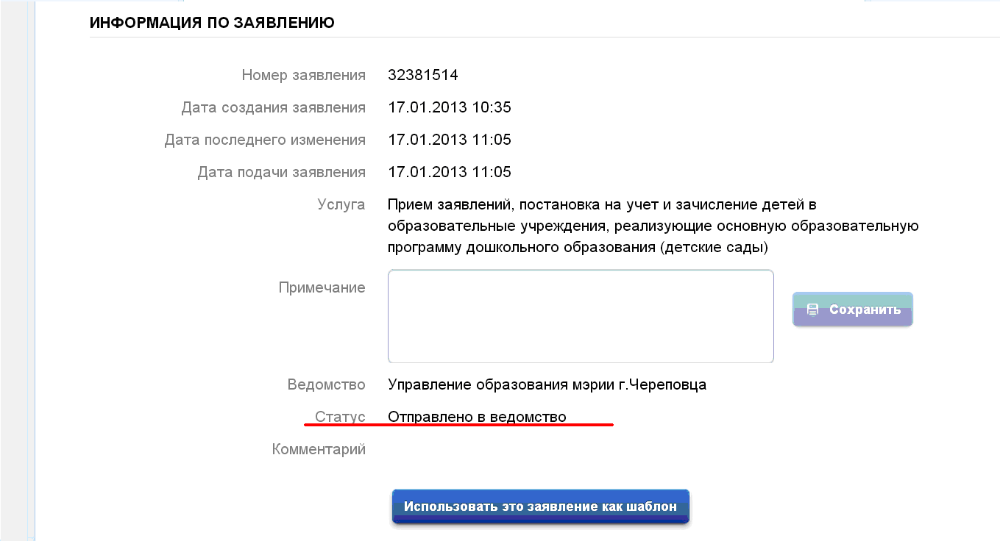 ИНФОРМАЦИЯ ПО ЗАЯВЛЕНИЮ
Номер заявления 32381514
Дата создания заявления 17.01.2013 10:35
Дата последнего изменения 17.01.2013 11:05
Дата подачи заявления 17.01.2013 11:05
Услуга Прием заявлений, постановка на учет и зачисление детей в
образовательные учреждения, реализующие основную образовательную
программу дошкольного образования (детские сады)
Примечание
Сохранить
Ведомство Управление образования мэрии г.Череповца
Статус Отправлено в ведомство
Комментарий
Использовать это заявление как шаблон